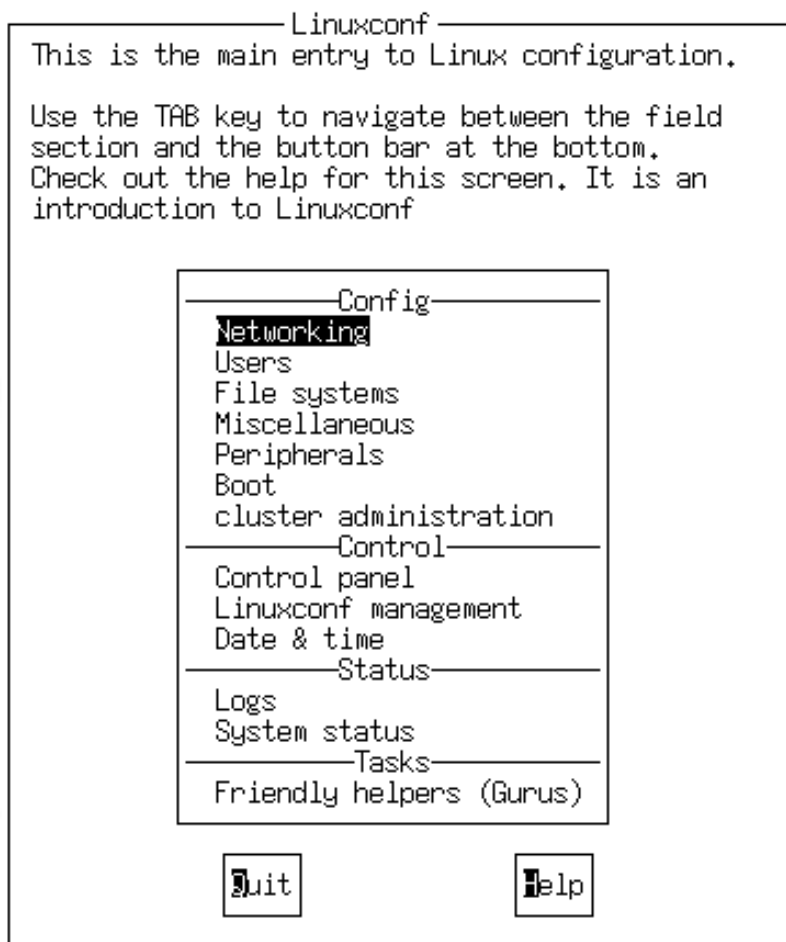 Linuxconf
This is the main entry to Linux configuration.
Use the TAB key to navigate between the field
section and the button bar at the bottom.
Check out the help for this screen. It is an
introduction to Linuxconf
Config
Networking
Users
File systems
Miscellaneous
Peripherals
Boot
cluster administration
Control
Control panel
Linuxconf management
Date & time
Status
Logs
System status
Tasks
Friendly helpers (Gurus)
Quit Help